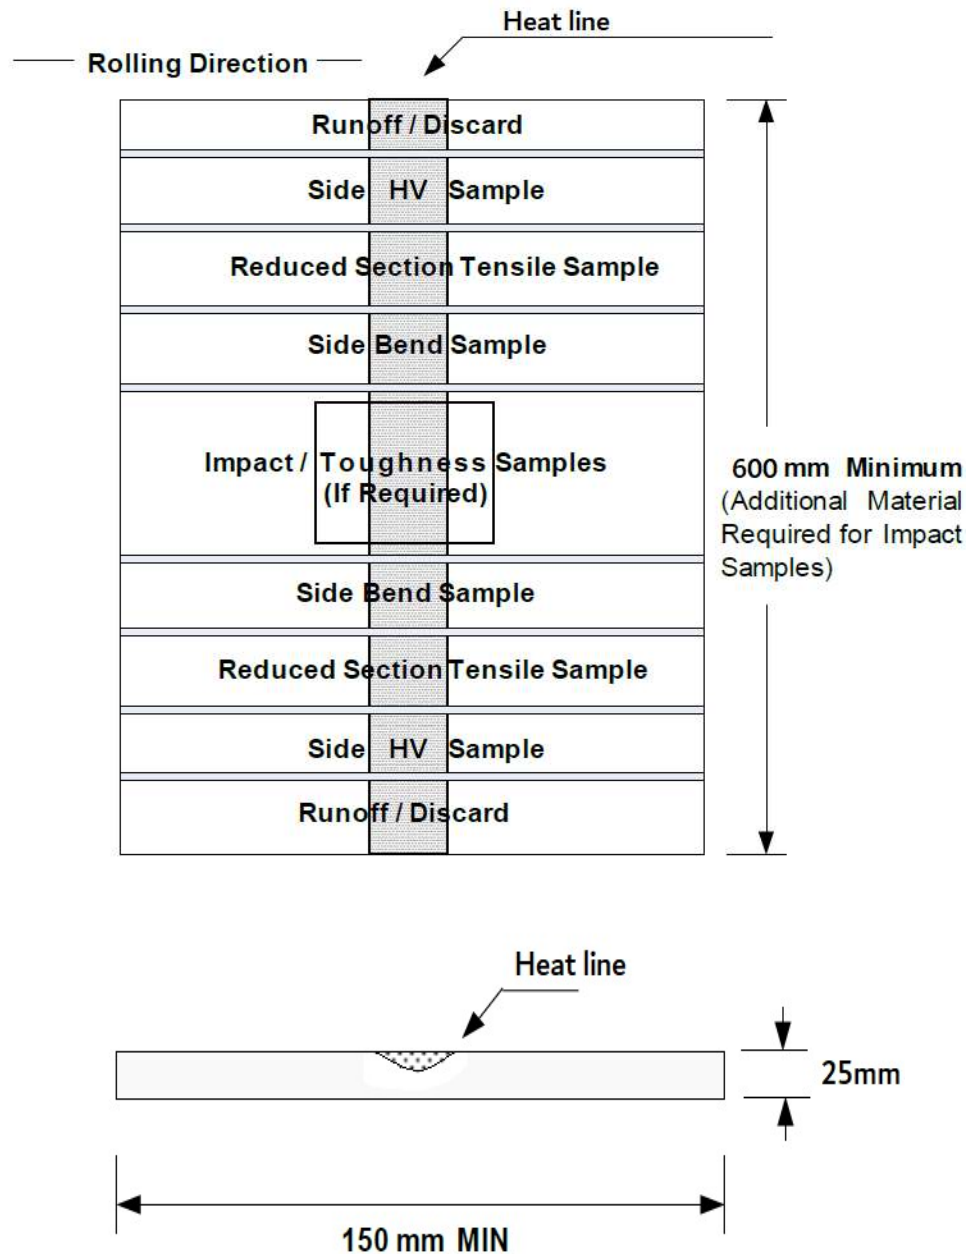 Heat line
Rolling Direction
Runoff / Discard
Side HV Sample
Reduced Section Tensile Sample
Side Bend Sample
Impact / Toughness Samples
(If Required)
600 mm Minimum
(Additional Material
Required for Impact
Samples)
Side Bend Sample
Reduced Section Tensile Sample
Side HV Sample
Runoff / Discard
Heat line
25mm
150 mm MIN